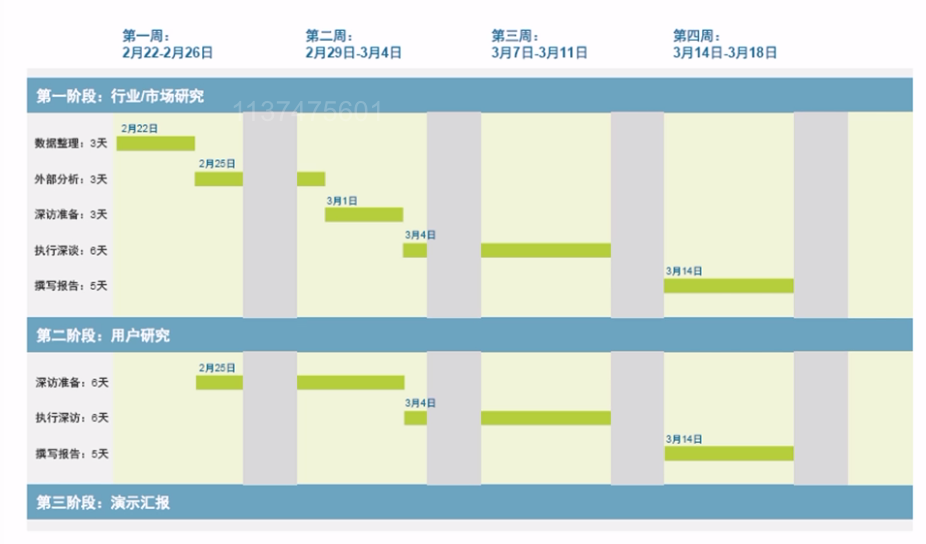 第一周：
2月22-2月26日
第二周：
2月29日-3月4日
第三周：
3月7日-3月11日
第四周：
3月14日-3月18日
第一阶段：行业/市场研究
1137475601
2月22日
数据整理：3天
2月25日
外部分析：3天
3月1日
深访准备：3天
3月4日
执行深谈：6天
3月14日
撰写报告：5天
第二阶段：用户研究
2月25日
深访准备：6天
3月4日
执行深访：6天
3月14日
撰写报告：5天
第三阶段：演示汇报